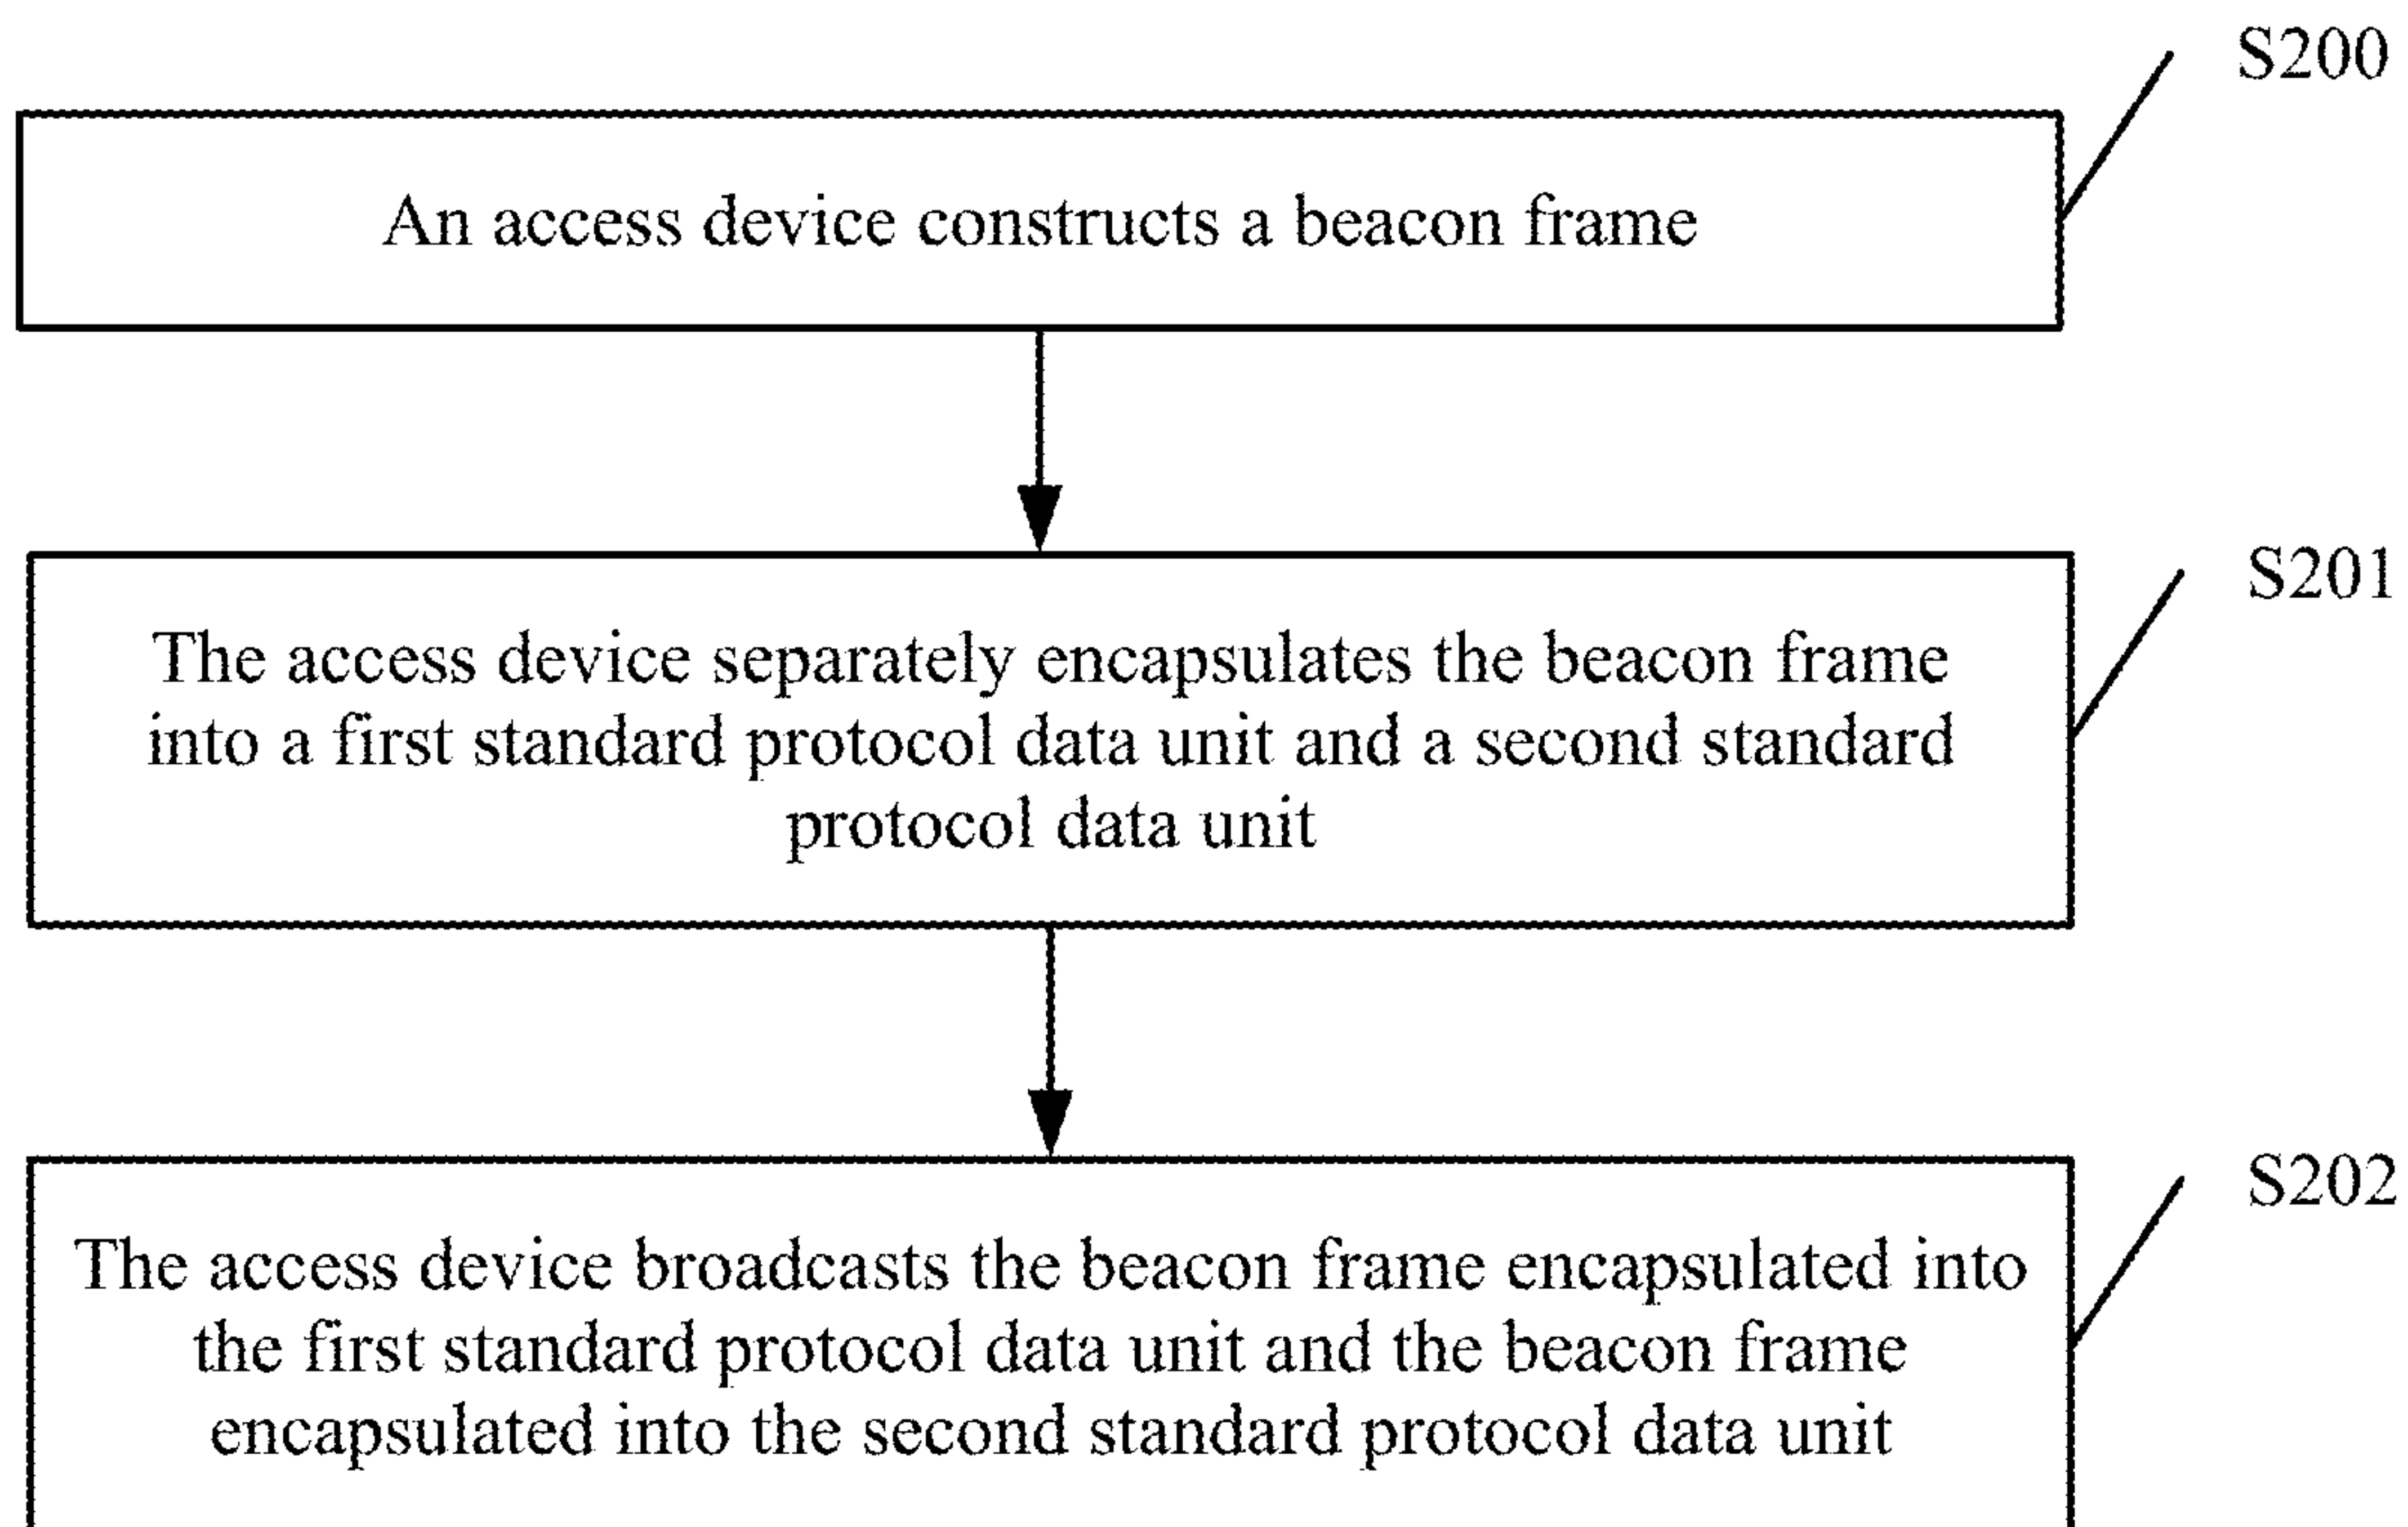 S200
An access device constructs a beacon frame
S201
The access device separately encapsulates the beacon frame
into a first standard protocol data unit and a second standard
protocol data unit
S202
The access device broadcasts the beacon frame encapsulated into
the first standard protocol data unit and the beacon frame
encapsulated into the second standard protocol data unit